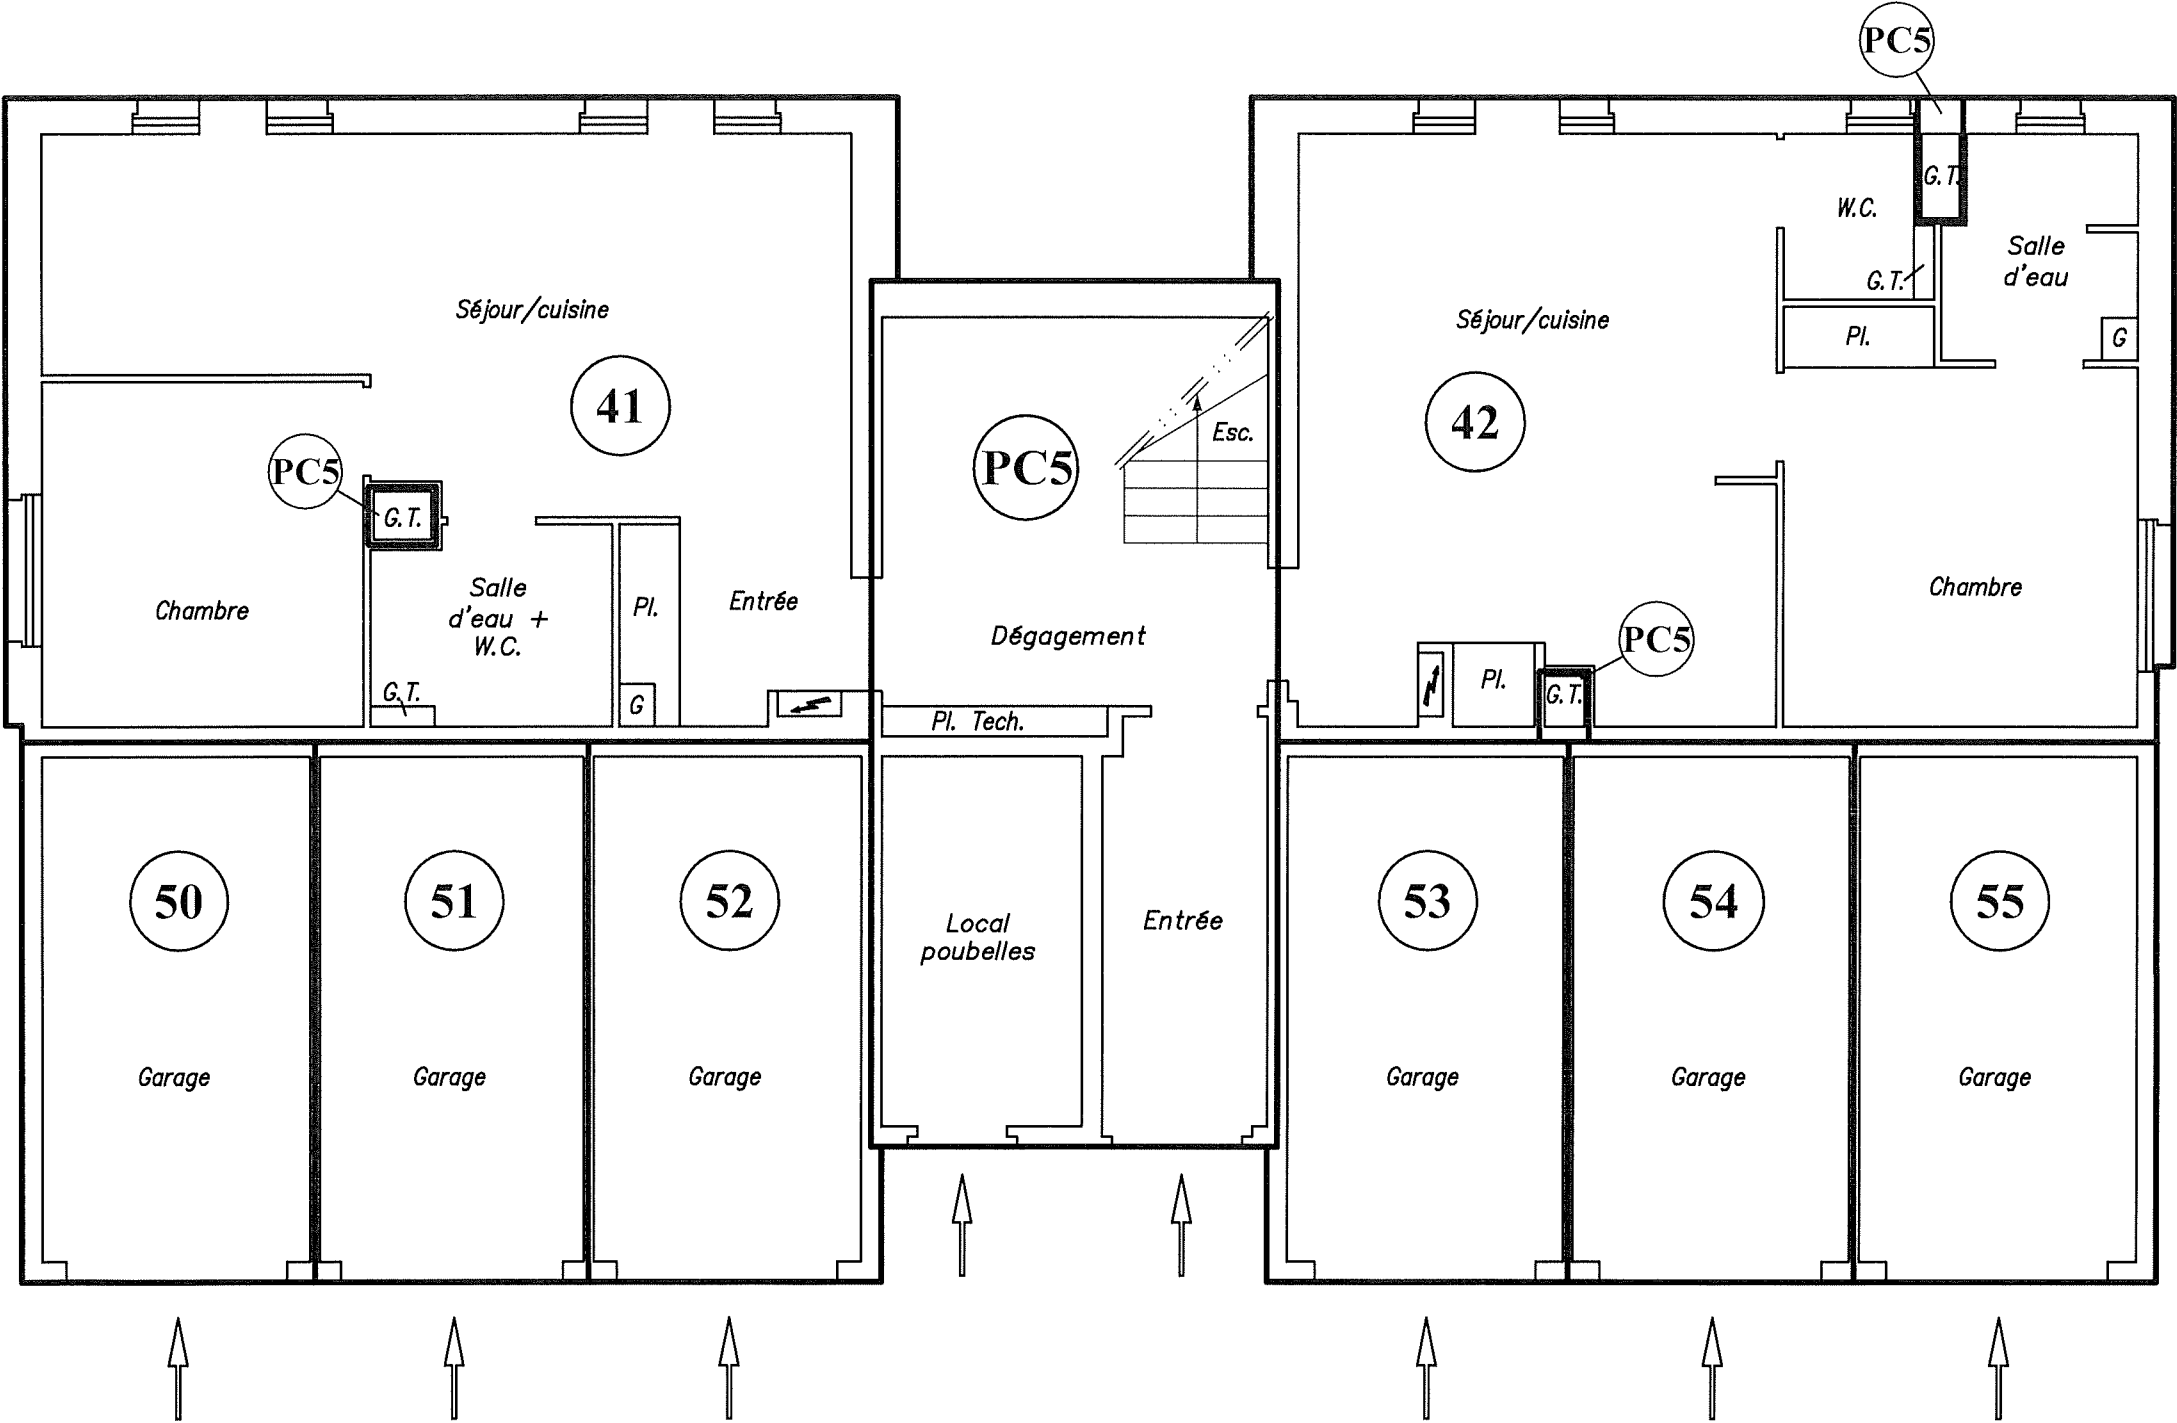 PC5
G.T.
W.C.
Salle
d'eau
G.T.
Séjour/cuisine
Séjour/cuisine
Pl.
G
41
42
Esc.
PC5
PC5
G.T.
Salle
d'eau +
W.C.
Chambre
Pl.
Entrée
Dégagement
Chambre
PC5
G.T.
G
Pl.
G.T.
Pl. Tech.
50
51
52
53
54
55
Local
poubelles
Entrée
Garage
Garage
Garage
Garage
Garage
Garage